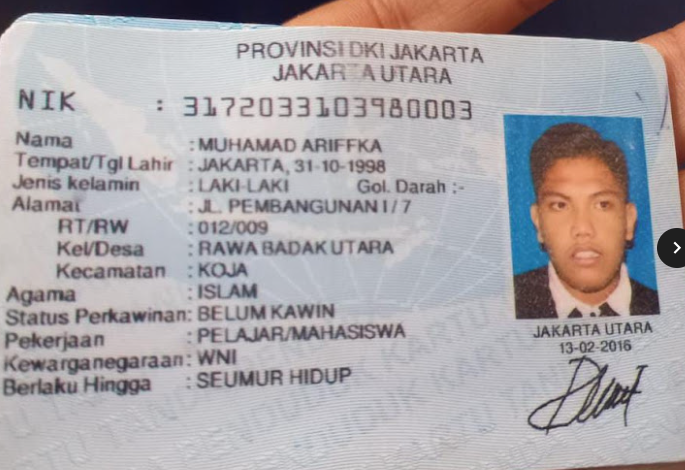 PROVINSI DKI JAKARTA
JAKARTA UTARA
NIK : 3172033103980003
Nama : MUHAMAD ARIFFKA
Tempat/Tgl Lahir : JAKARTA, 31-10-1998
Jenis kelamin : LAKI-LAKI Gol. Darah :-
Alamat : JL. PEMBANGUNAN I / 7
RT/RW : 012/009
Kel/Desa : RAWA BADAK UTARA
Kecamatan : KOJA
Agama : ISLAM
Status Perkawinan: BELUM KAWIN
Pekerjaan : PELAJAR/MAHASISWA
Kewarganegaraan: WNI
Berlaku Hingga : SEUMUR HIDUP
JAKARTA UTARA
13-02-2016